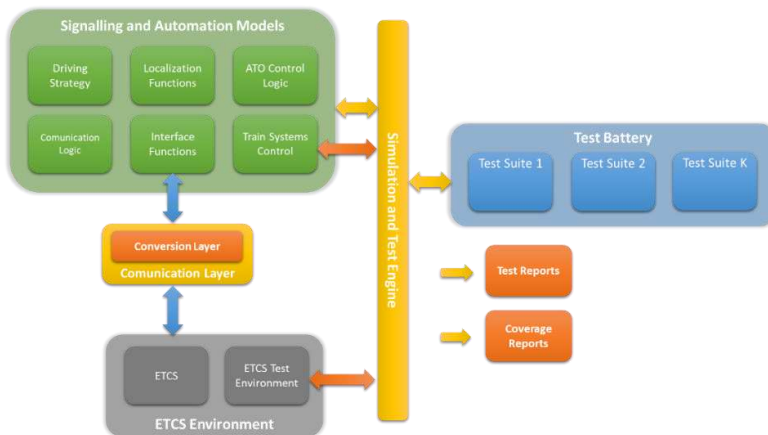 Signalling and Automation Models
Driving
Strategy
Localization
Functions
ATO Control
Logic
Comunication
Logic
Interface
Functions
Train Systems
Control
Conversion Layer
Comunication Layer
ETCS
ETCS Test
Environment
ETCS Environment
Simulation and Test Engine
Test Battery
Test Suite 1
Test Suite 2
Test Suite K
Test Reports
Coverage
Reports